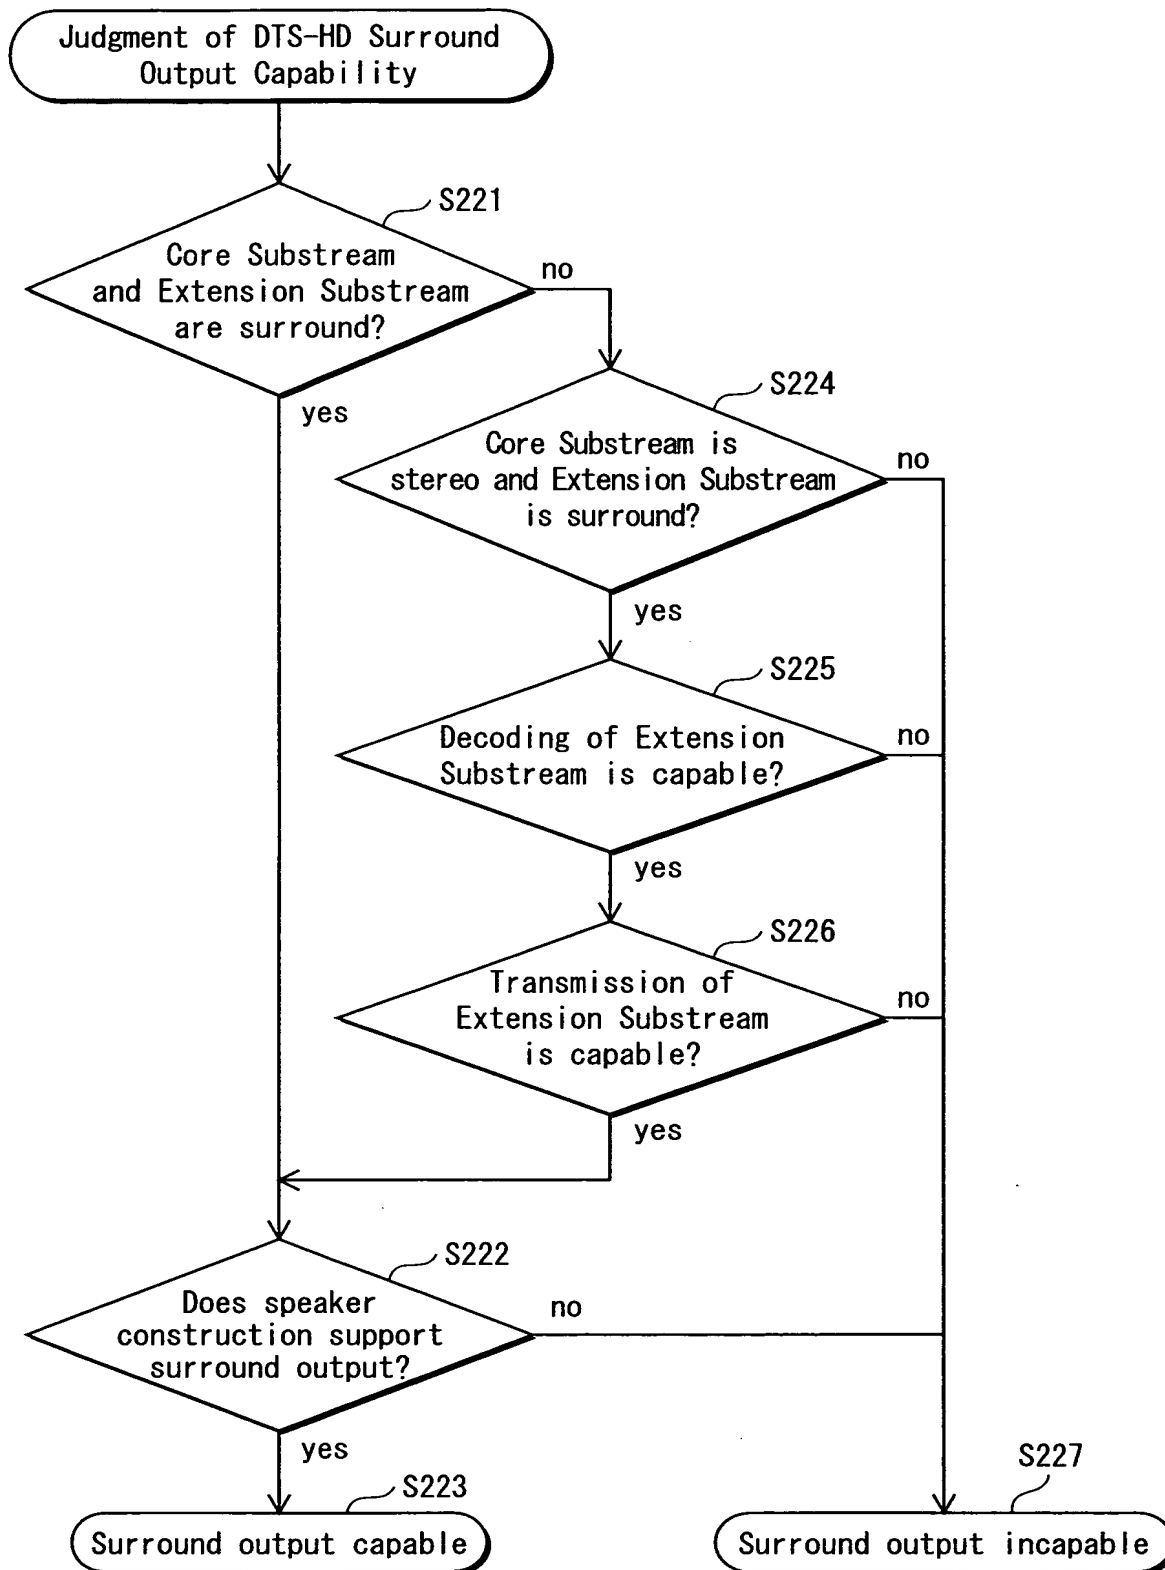 Judgment of DTS-HD Surround
Output Capability
S221
Core Substream
and Extension Substream
are surround?
no
yes
S224
Core Substream is
stereo and Extension Substream
is surround?
no
yes
S225
Decoding of Extension
Substream is capable?
no
yes
S226
Transmission of
Extension Substream
is capable?
no
yes
S222
Does speaker
construction support
surround output?
no
yes
S223
Surround output capable
S227
Surround output incapable